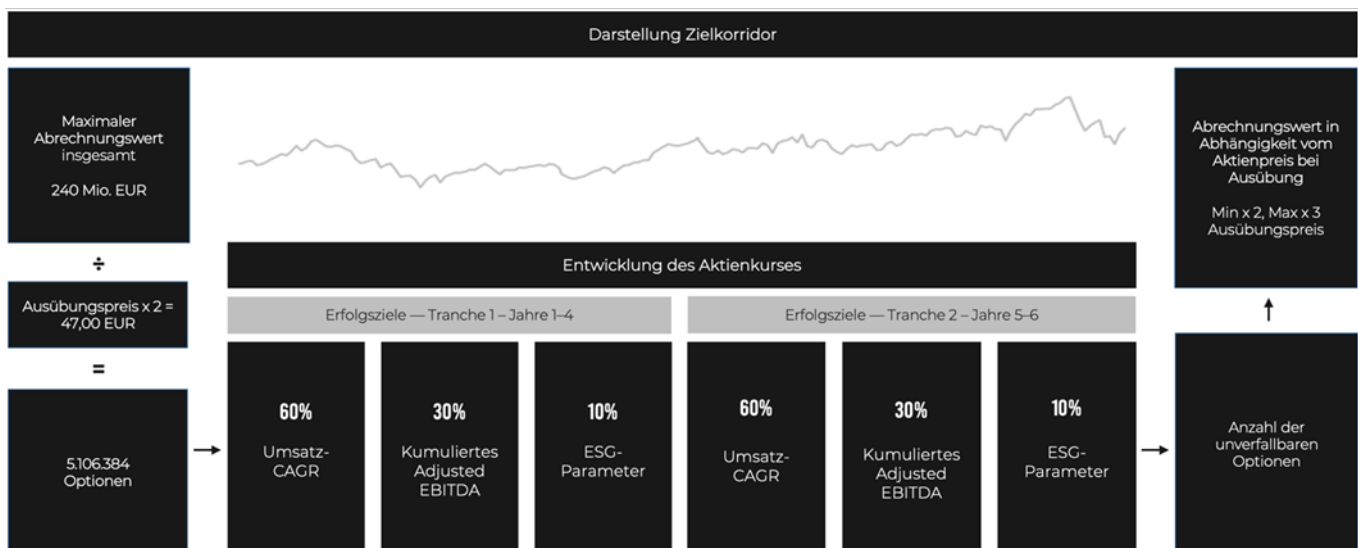 Darstellung Zielkorridor
Maximaler
Abrechnungswert
insgesamt
240 Mio. EUR
÷
Ausübungspreis x 2 =
47,00 EUR
=
5.106.384
Optionen
Entwicklung des Aktienkurses
Erfolgsziele — Tranche 1 – Jahre 1–4
60%
Umsatz-
CAGR
30%
Kumuliertes
Adjusted
EBITDA
10%
ESG-
Parameter
Erfolgsziele — Tranche 2 – Jahre 5–6
60%
Umsatz-
CAGR
30%
Kumuliertes
Adjusted
EBITDA
10%
ESG-
Parameter
Anzahl der
unverfallbaren
Optionen
Abrechnungswert in
Abhängigkeit vom
Aktienpreis bei
Ausübung
Min x 2, Max x 3
Ausübungspreis